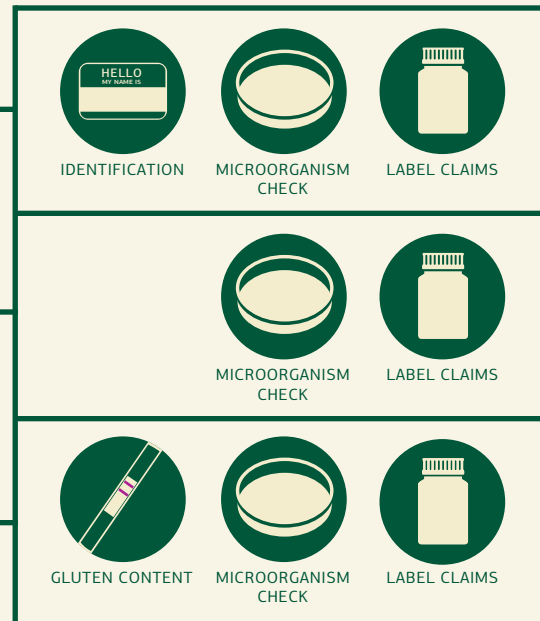 HELLO
MY NAME IS
IDENTIFICATION
MICROORGANISM
CHECK
LABEL CLAIMS
MICROORGANISM
CHECK
LABEL CLAIMS
GLUTEN CONTENT
MICROORGANISM
CHECK
LABEL CLAIMS